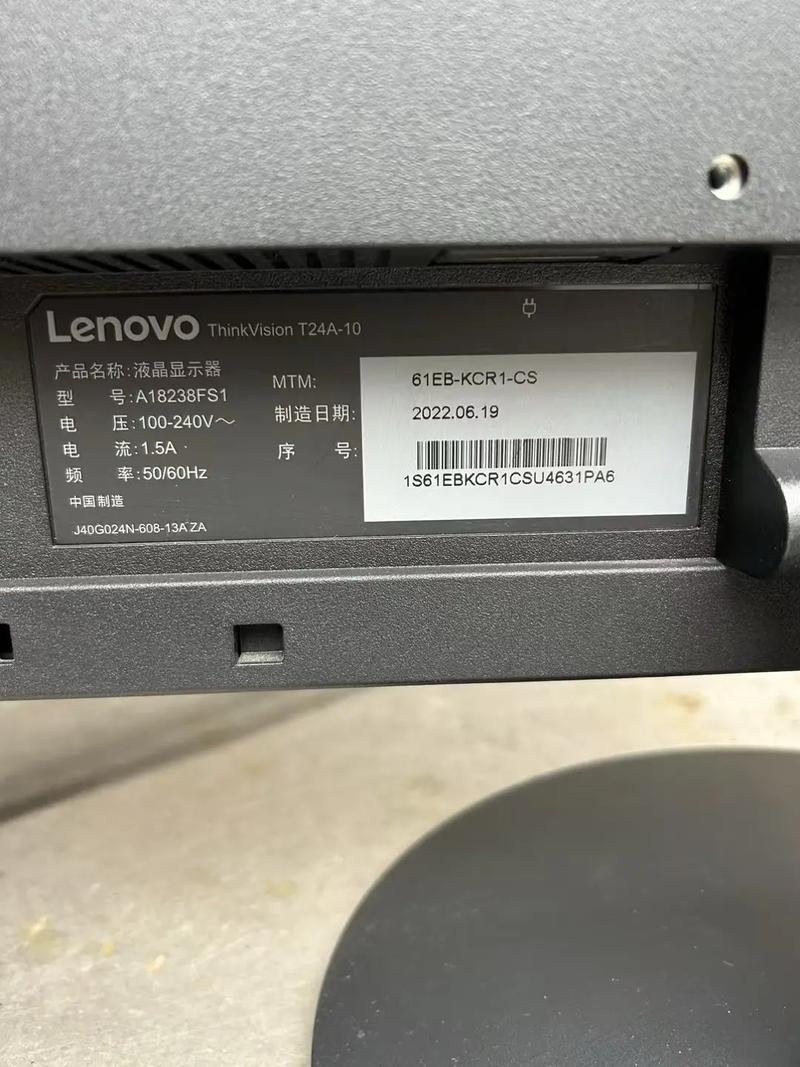 Lenovo ThinkVision T24A-10
产品名称:液晶显示器
型 号:A18238FS1
电 压:100-240V～
电 流:1.5A
频 率:50/60Hz
中国制造
J40G024N-608-13A ZA
MTM: 61EB-KCR1-CS
制造日期: 2022.06.19
序 号:
1S61EBKCR1CSU4631PA6